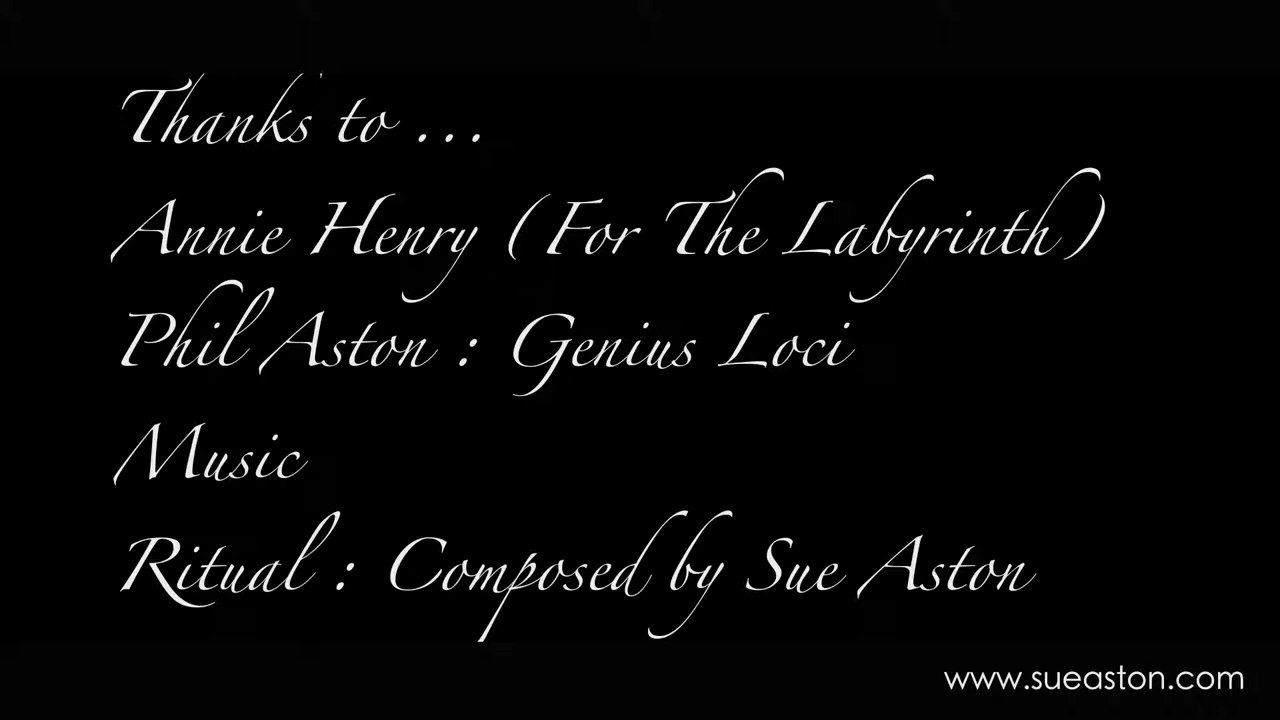 Thanks to ...
Annie Henry (For The Labyrinth)
Phil Aston : Genius Loci
Music
Ritual : Composed by Sue Aston
www.sueaston.com